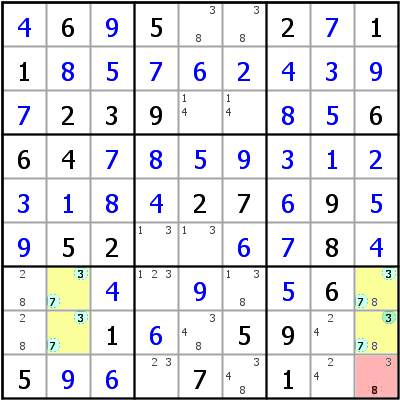 4 6 9 5 3 8 3 8 2 7 1
1 8 5 7 6 2 4 3 9
7 2 3 9 1 4 1 4 8 5 6
6 4 7 8 5 9 3 1 2
3 1 8 4 2 7 6 9 5
9 5 2 1 3 1 3 6 7 8 4
2 8 3 7 4 1 2 3 9 1 3 8 5 6 3 7 8
2 8 3 7 1 6 3 4 8 5 9 2 4 3 7 8
5 9 6 2 3 7 3 4 8 1 2 4 3 8